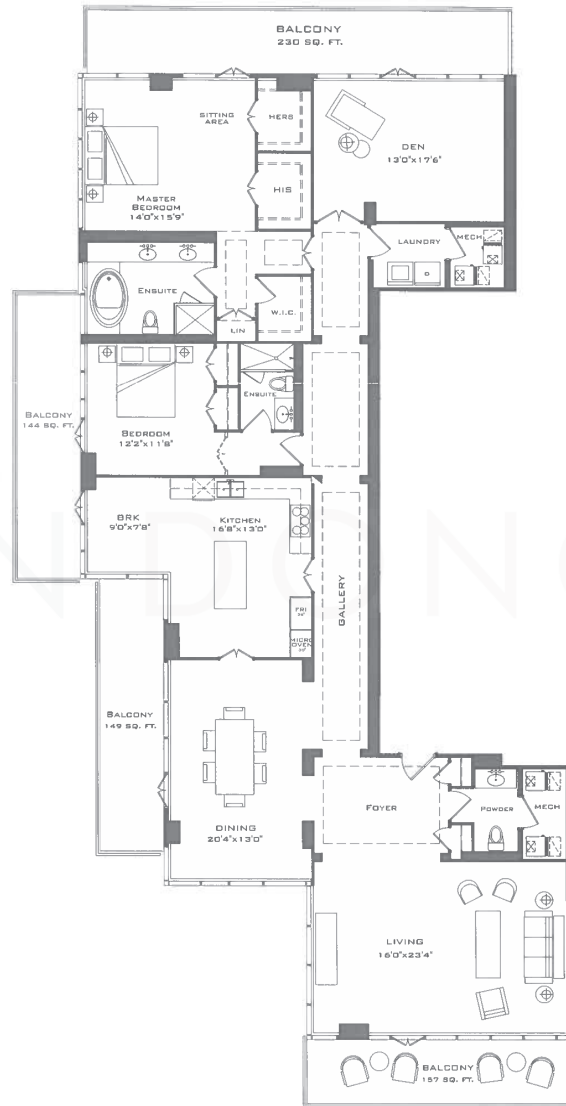 BALCONY
230 SQ. FT.
SITTING
AREA
HERS
DEN
13'0"x17'6"
HIS
MASTER
BEDROOM
14'0"x15'9"
LAUNDRY
MECH
ENSUITE
W.I.C.
LIN
BALCONY
144 SQ. FT.
ENSUITE
BEDROOM
12'2"x11'8"
BRK
9'0"x7'8"
KITCHEN
16'8"x13'0"
GALLERY
FRI
MICRO
OVEN
BALCONY
149 SQ. FT.
DINING
20'4"x13'0"
FOYER
POWDER
MECH
LIVING
16'0"x23'4"
BALCONY
157 SQ. FT.